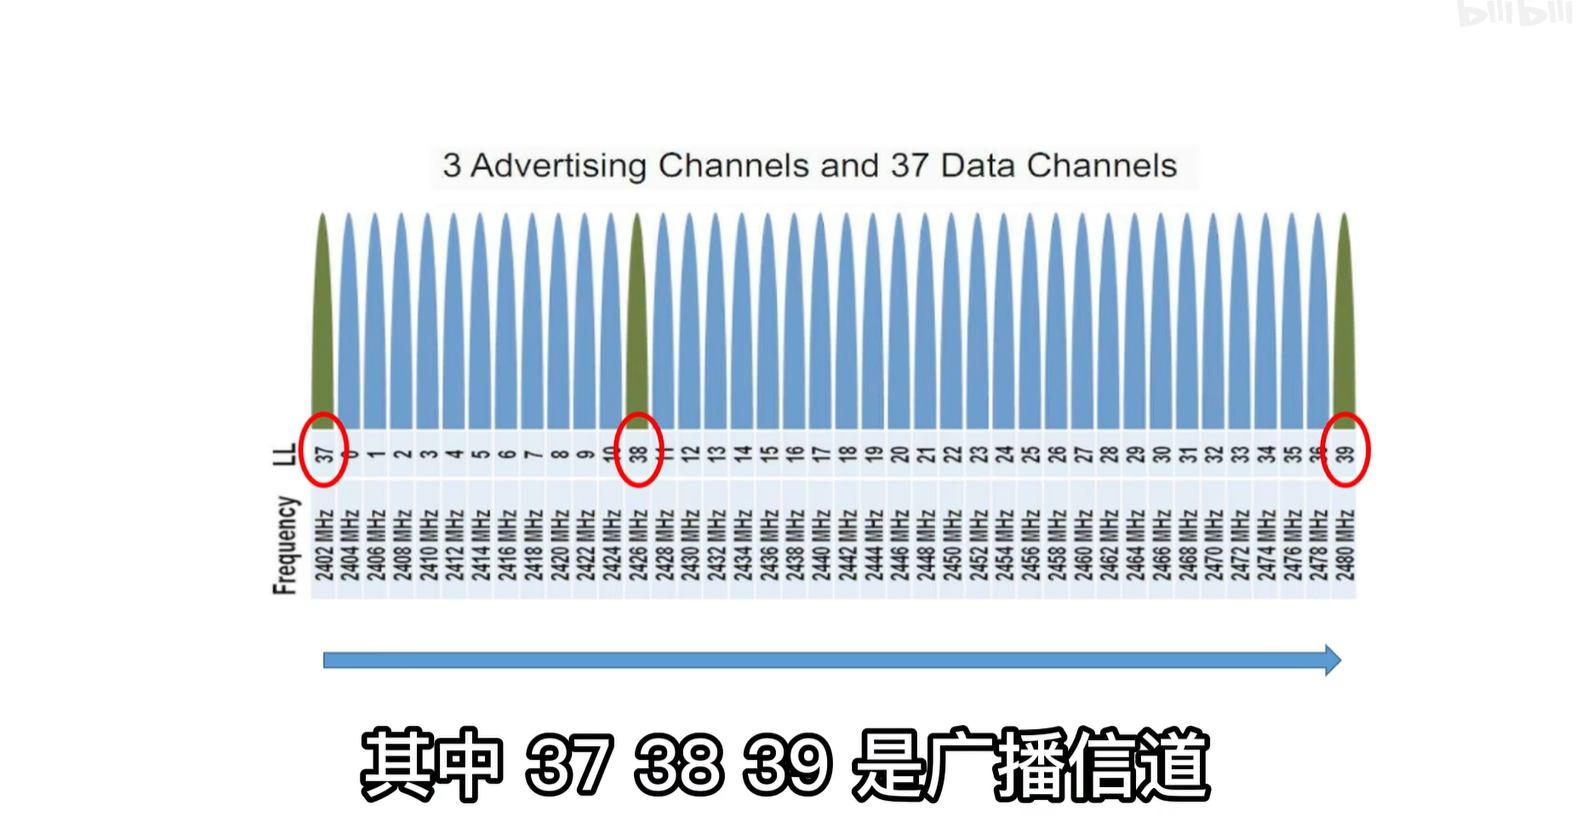 bilibili
3 Advertising Channels and 37 Data Channels
LL 37 0 1 2 3 4 5 6 7 8 9 10 38 11 12 13 14 15 16 17 18 19 20 21 22 23 24 25 26 27 28 29 30 31 32 33 34 35 36 39
Frequency 2402 MHz 2404 MHz 2406 MHz 2408 MHz 2410 MHz 2412 MHz 2414 MHz 2416 MHz 2418 MHz 2420 MHz 2422 MHz 2424 MHz 2426 MHz 2428 MHz 2430 MHz 2432 MHz 2434 MHz 2436 MHz 2438 MHz 2440 MHz 2442 MHz 2444 MHz 2446 MHz 2448 MHz 2450 MHz 2452 MHz 2454 MHz 2456 MHz 2458 MHz 2460 MHz 2462 MHz 2464 MHz 2466 MHz 2468 MHz 2470 MHz 2472 MHz 2474 MHz 2476 MHz 2478 MHz 2480 MHz
其中 37 38 39 是广播信道